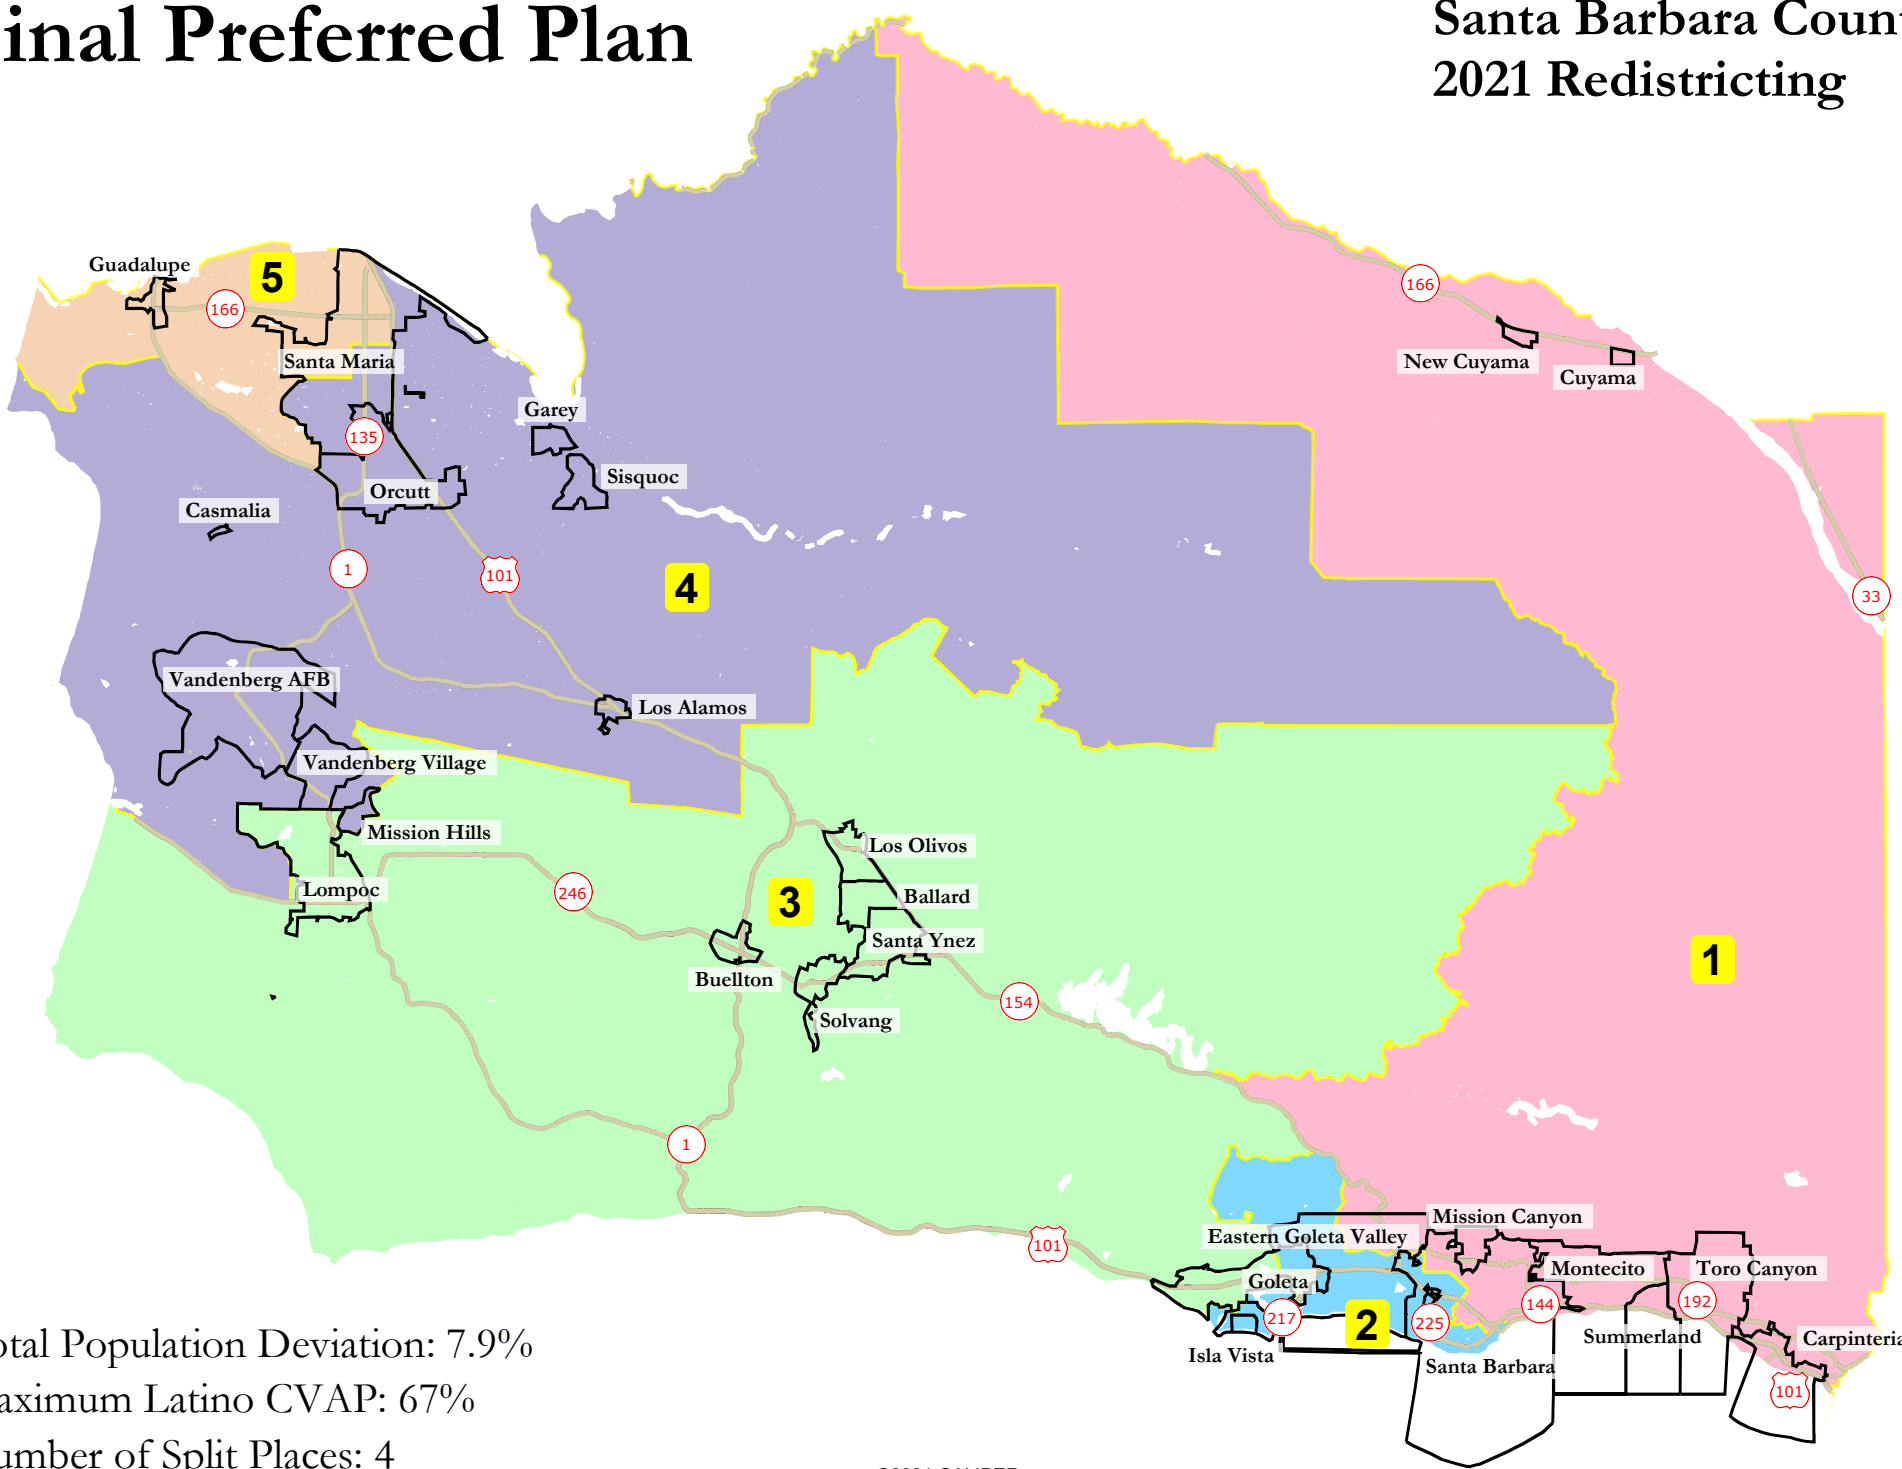 inal Preferred Plan
Santa Barbara Coun
2021 Redistricting
Guadalupe
5
166
Santa Maria
166
New Cuyama
Cuyama
Garey
135
Sisquoc
Orcutt
Casmalia
1
101
4
33
Vandenberg AFB
Los Alamos
Vandenberg Village
Mission Hills
Los Olivos
Lompoc
246
3
Ballard
Santa Ynez
1
Buellton
154
Solvang
1
Mission Canyon
Eastern Goleta Valley
101
Goleta
Montecito
Toro Canyon
217
2
225
144
192
Isla Vista
Santa Barbara
Summerland
Carpinteria
101
otal Population Deviation: 7.9%
aximum Latino CVAP: 67%
umber of Split Places: 4